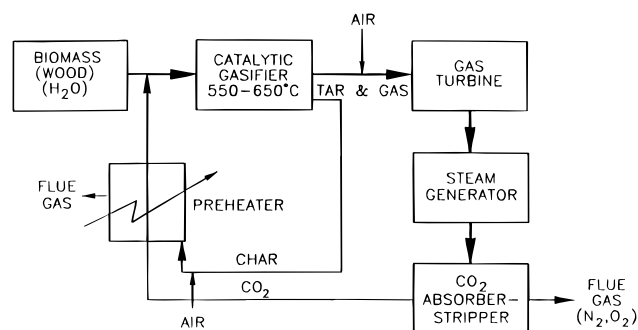 BIOMASS
(WOOD)
(H₂O)
CATALYTIC
GASIFIER
550–650°C
AIR
TAR & GAS
GAS
TURBINE
STEAM
GENERATOR
FLUE
GAS
PREHEATER
CHAR
CO₂
AIR
CO₂
ABSORBER–
STRIPPER
FLUE
GAS
(N₂,O₂)